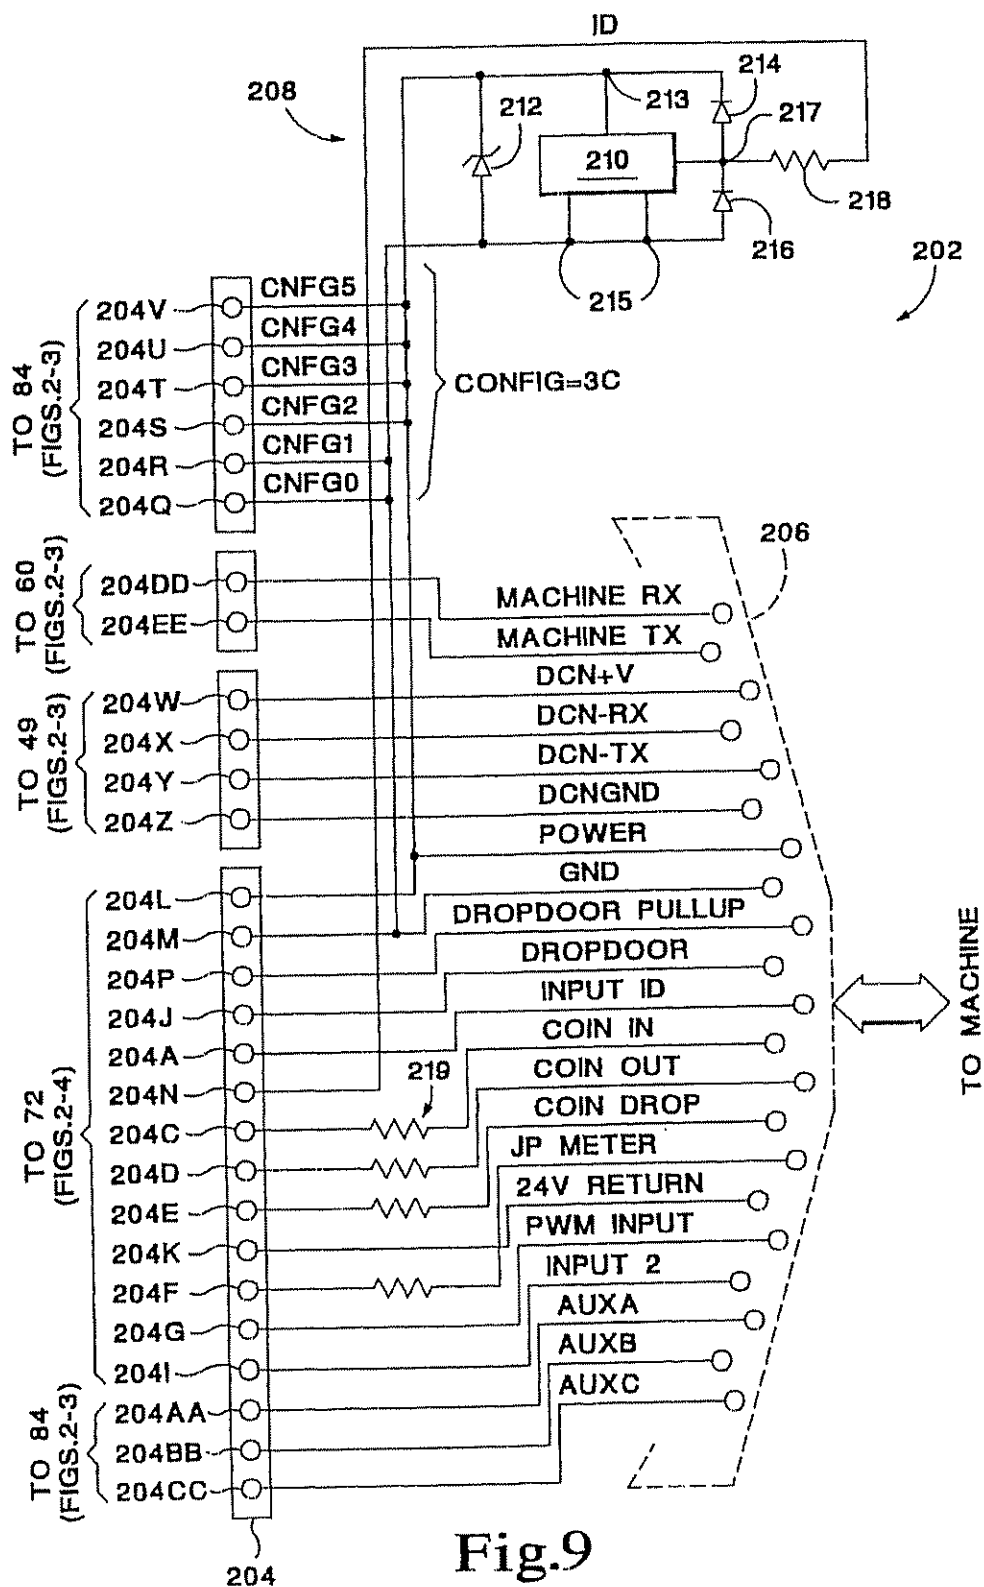 ID
208
212
213
214
217
210
218
216
215
202
TO 84
(FIGS.2-3)
204V CNFG5
204U CNFG4
204T CNFG3
204S CNFG2
204R CNFG1
204Q CNFG0
CONFIG=3C
206
TO 60
(FIGS.2-3)
204DD MACHINE RX
204EE MACHINE TX
TO 49
(FIGS.2-3)
204W DCN+V
204X DCN-RX
204Y DCN-TX
204Z DCNGND
POWER
GND
TO 72
(FIGS.2-4)
204L
204M
204P DROPDOOR PULLUP
204J DROPDOOR
204A INPUT ID
204N COIN IN
219
204C COIN OUT
204D COIN DROP
204E JP METER
204K 24V RETURN
204F PWM INPUT
204G INPUT 2
204I AUXA
TO 84
(FIGS.2-3)
204AA AUXB
204BB AUXC
204CC
TO MACHINE
204
Fig.9